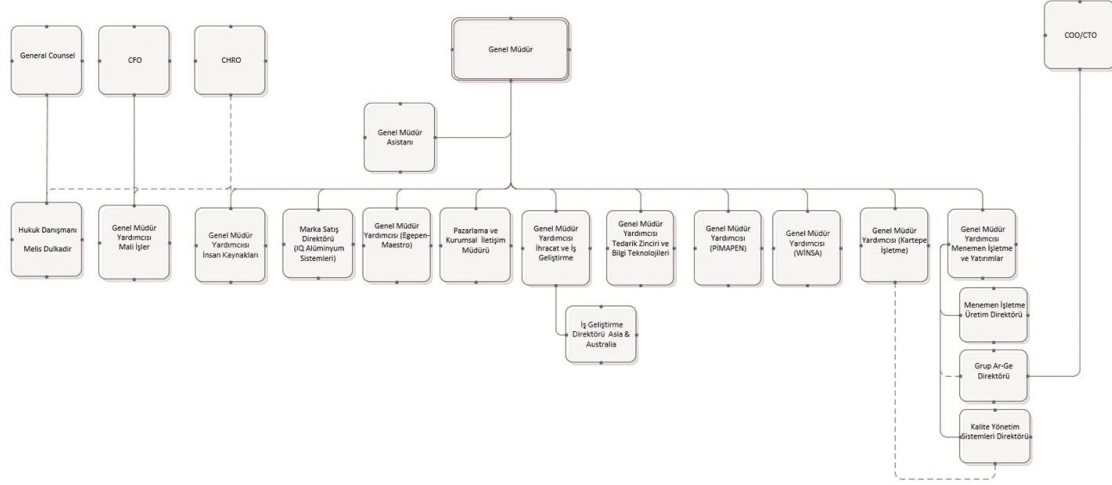 General Counsel
CFO
CHRO
Genel Müdür
COO/CTO
Genel Müdür
Asistanı
Hukuk Danışmanı
Melis Dulkadir
Genel Müdür
Yardımcısı
Mali İşler
Genel Müdür
Yardımcısı
İnsan Kaynakları
Marka Satış
Direktörü
(IQ Alüminyum
Sistemleri)
Genel Müdür
Yardımcısı (Egepen-
Maestro)
Pazarlama ve
Kurumsal İletişim
Müdürü
Genel Müdür
Yardımcısı
İhracat ve İş
Geliştirme
Genel Müdür
Yardımcısı
Tedarik Zinciri ve
Bilgi Teknolojileri
Genel Müdür
Yardımcısı
(PİMAPEN)
Genel Müdür
Yardımcısı
(WİNSA)
Genel Müdür
Yardımcısı (Kartepe
İşletme)
Genel Müdür
Yardımcısı
Menemen İşletme
ve Yatırımlar
İş Geliştirme
Direktörü Asia &
Australia
Menemen İşletme
Üretim Direktörü
Grup Ar-Ge
Direktörü
Kalite Yönetim
Sistemleri Direktörü